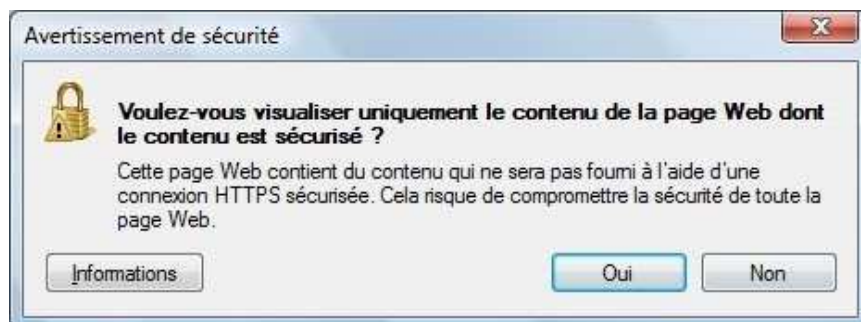 Avertissement de sécurité
Voulez-vous visualiser uniquement le contenu de la page Web dont
le contenu est sécurisé ?
Cette page Web contient du contenu qui ne sera pas fourni à l'aide d'une
connexion HTTPS sécurisée. Cela risque de compromettre la sécurité de toute la
page Web.
Informations Oui Non